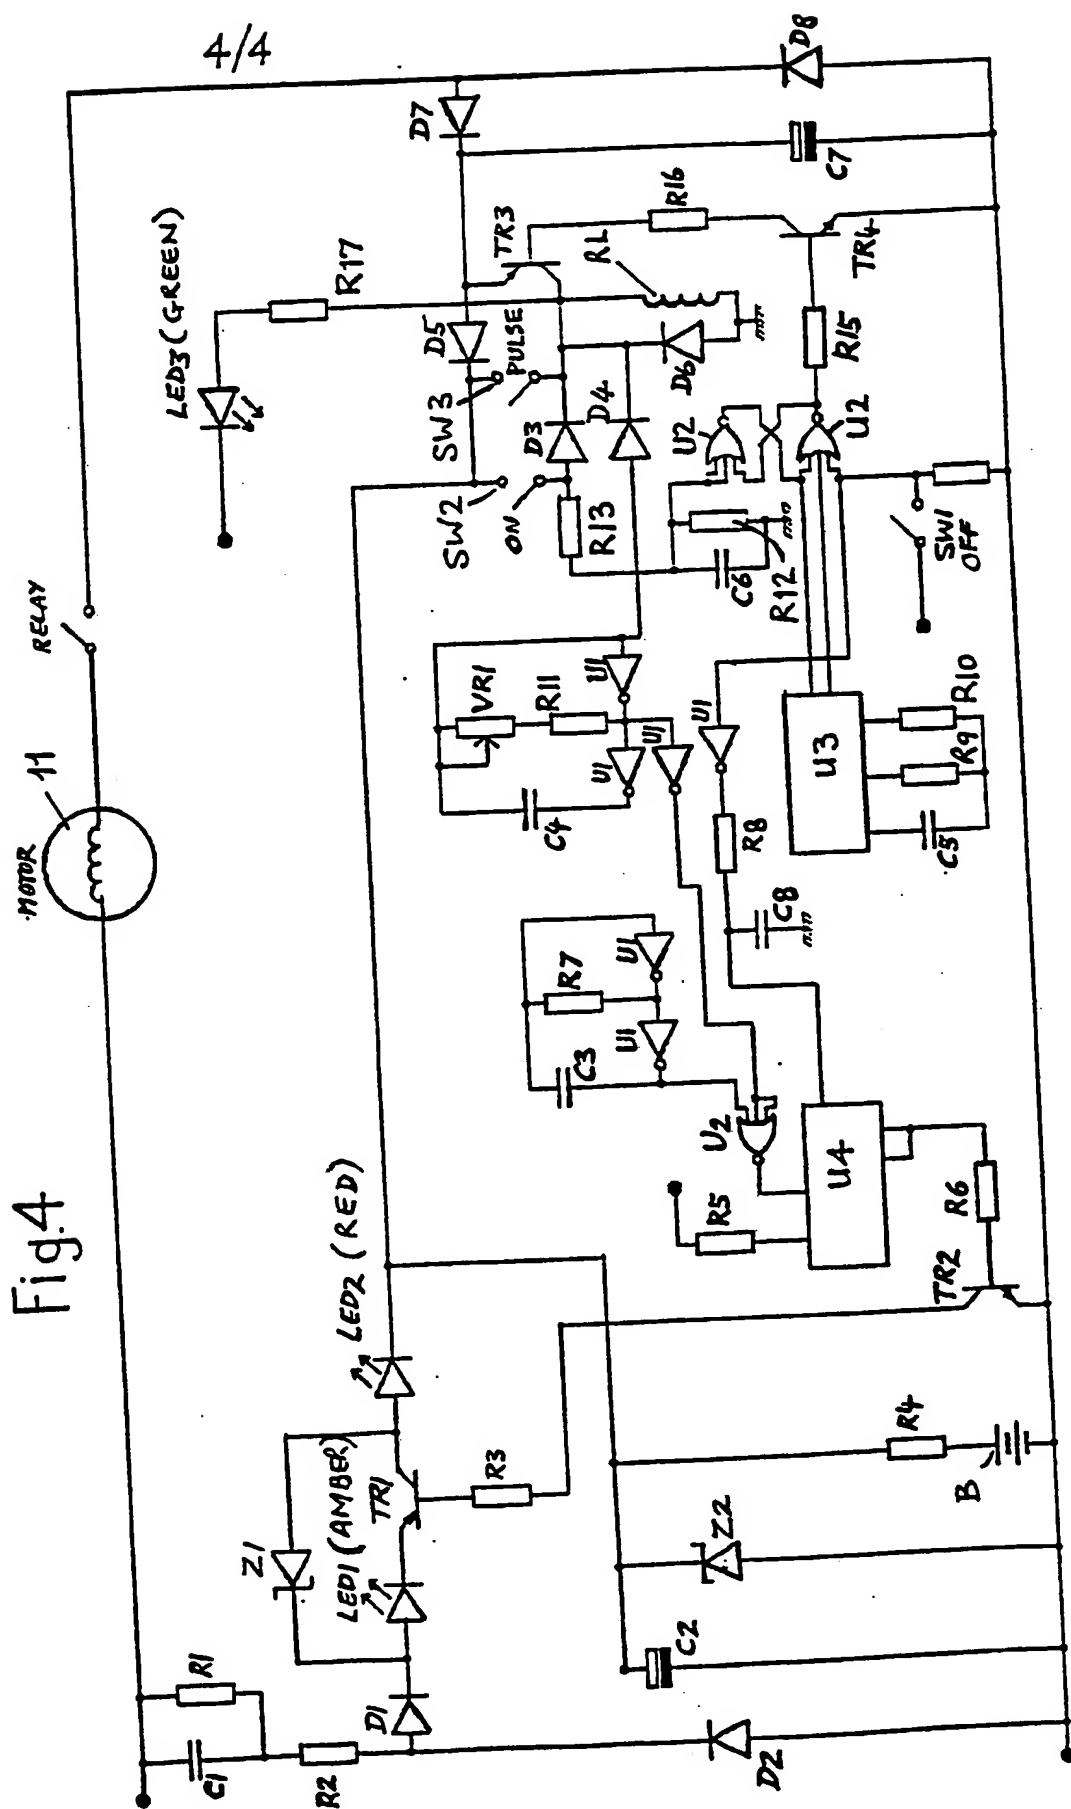 4/4
Fig.4
MOTOR
11
RELAY
LED3 (GREEN)
R17
D7
D8
C7
TR3
R16
RL
TR4
D5
PULSE
SW3
D6
R15
D3
D4
U2
U2
SW2
ON
R13
C6
R12
SW1
OFF
VR1
R11
U1
U1
U1
U1
C4
R8
U3
R10
R9
C5
C8
R7
U1
U1
C3
U2
U4
R5
R6
TR2
LED2 (RED)
Z1
LED1 (AMBER)
TR1
R3
R4
B
Z2
C2
R1
C1
R2
D1
D2